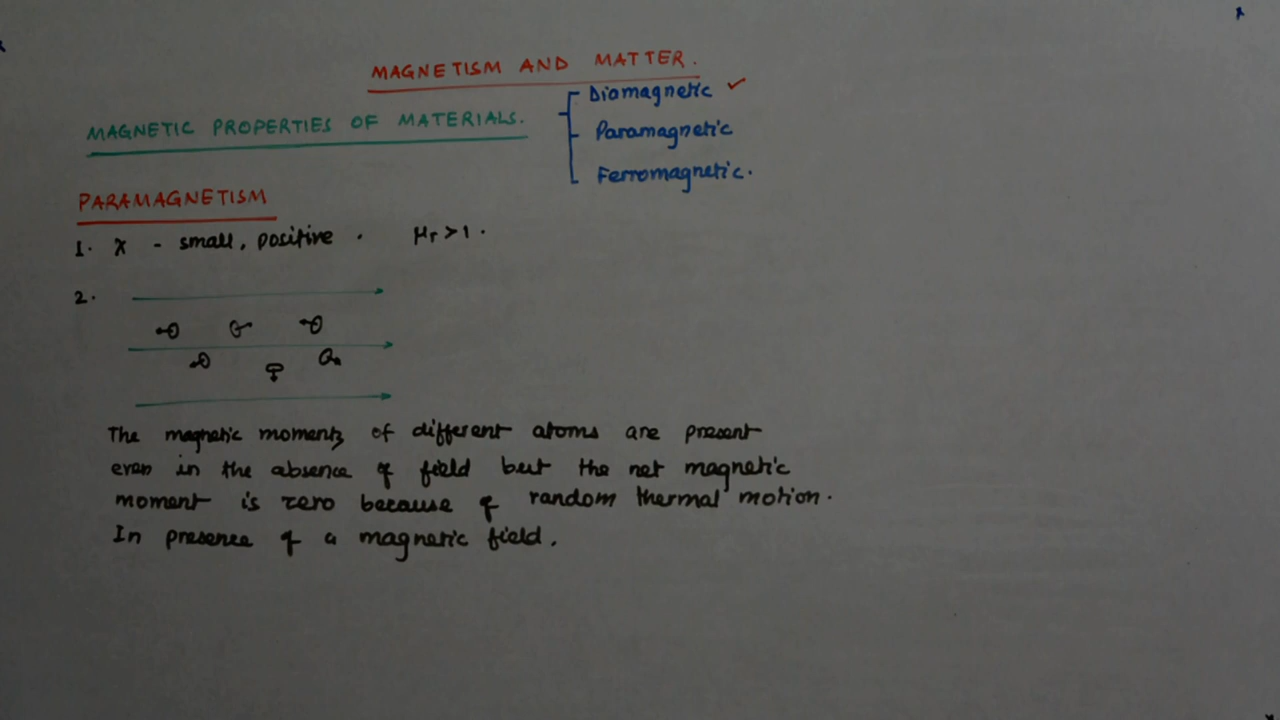 MAGNETISM AND MATTER.
MAGNETIC PROPERTIES OF MATERIALS.
Diamagnetic ✓
Paramagnetic
Ferromagnetic.
PARAMAGNETISM
1. χ - small, positive. μr > 1.
2.
The magnetic moments of different atoms are present
even in the absence of field but the net magnetic
moment is zero because of random thermal motion.
In presence of a magnetic field.